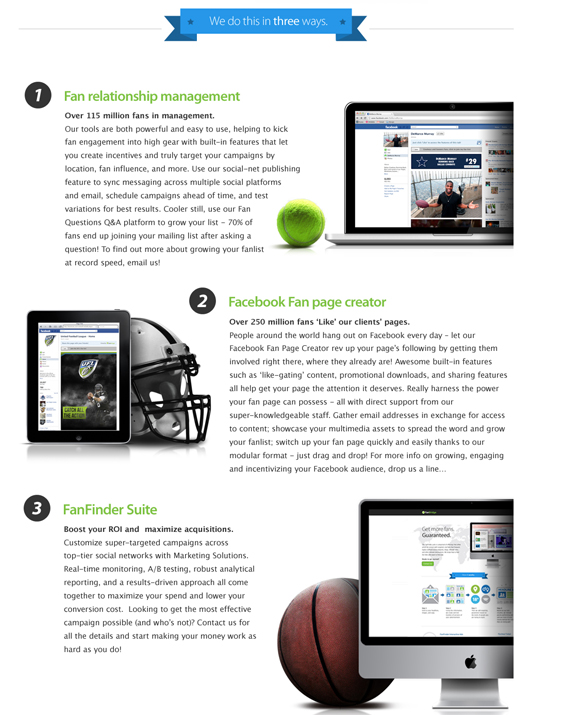 We do this in three ways.
1
Fan relationship management
Over 115 million fans in management.
Our tools are both powerful and easy to use, helping to kick
fan engagement into high gear with built-in features that let
you create incentives and truly target your campaigns by
location, fan influence, and more. Use our social-net publishing
feature to sync messaging across multiple social platforms
and email, schedule campaigns ahead of time, and test
variations for best results. Cooler still, use our Fan
Questions Q&A platform to grow your list - 70% of
fans end up joining your mailing list after asking a
question! To find out more about growing your fanlist
at record speed, email us!
facebook
$29
2
Facebook Fan page creator
Over 250 million fans ‘Like’ our clients’ pages.
People around the world hang out on Facebook every day - let our
Facebook Fan Page Creator rev up your page's following by getting them
involved right there, where they already are! Awesome built-in features
such as ‘like-gating’ content, promotional downloads, and sharing features
all help get your page the attention it deserves. Really harness the power
your fan page can possess - all with direct support from our
super-knowledgeable staff. Gather email addresses in exchange for access
to content; showcase your multimedia assets to spread the word and grow
your fanlist; switch up your fan page quickly and easily thanks to our
modular format - just drag and drop! For more info on growing, engaging
and incentivizing your Facebook audience, drop us a line...
UFL
CATCH ALL
THE ACTION!
3
FanFinder Suite
Boost your ROI and maximize acquisitions.
Customize super-targeted campaigns across
top-tier social networks with Marketing Solutions.
Real-time monitoring, A/B testing, robust analytical
reporting, and a results-driven approach all come
together to maximize your spend and lower your
conversion cost. Looking to get the most effective
campaign possible (and who's not)? Contact us for
all the details and start making your money work as
hard as you do!
Get more fans.
Guaranteed.